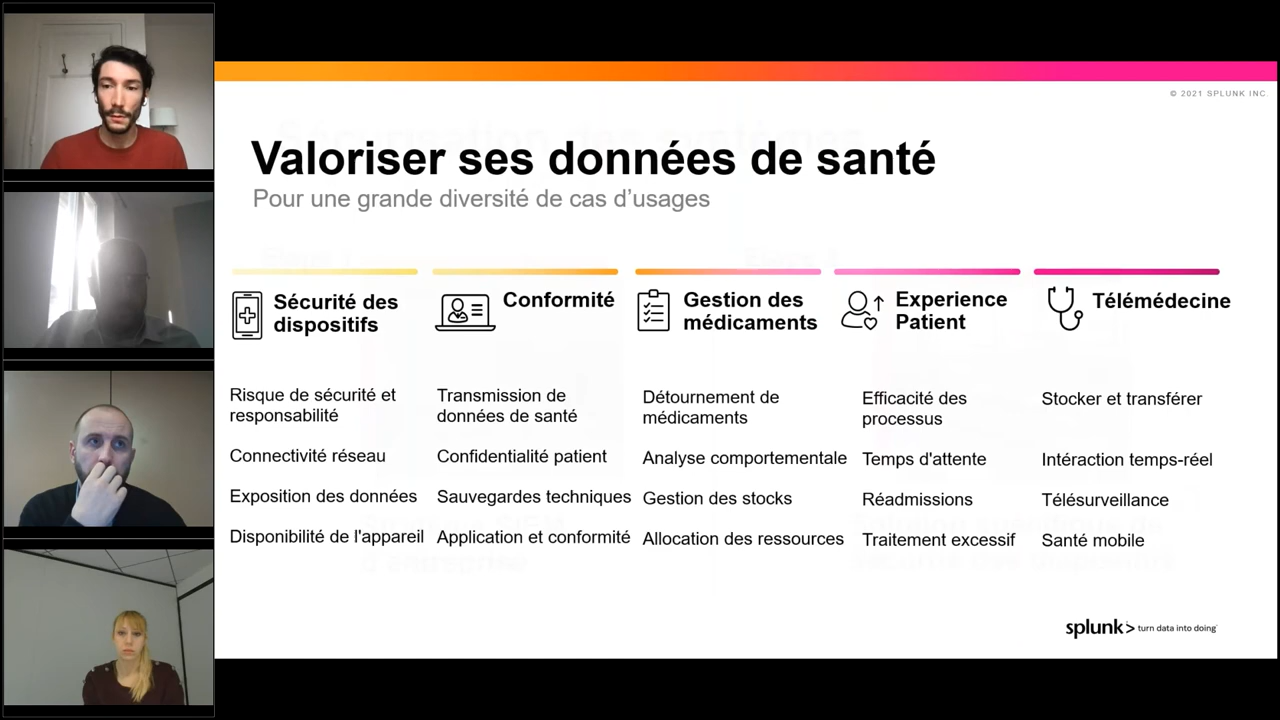 © 2021 SPLUNK INC.
Valoriser ses données de santé
Pour une grande diversité de cas d’usages
Sécurité des
dispositifs
Risque de sécurité et
responsabilité
Connectivité réseau
Exposition des données
Disponibilité de l'appareil
Conformité
Transmission de
données de santé
Confidentialité patient
Sauvegardes techniques
Application et conformité
Gestion des
médicaments
Détournement de
médicaments
Analyse comportementale
Gestion des stocks
Allocation des ressources
Experience
Patient
Efficacité des
processus
Temps d'attente
Réadmissions
Traitement excessif
Télémédecine
Stocker et transférer
Intéraction temps-réel
Télésurveillance
Santé mobile
splunk> turn data into doing